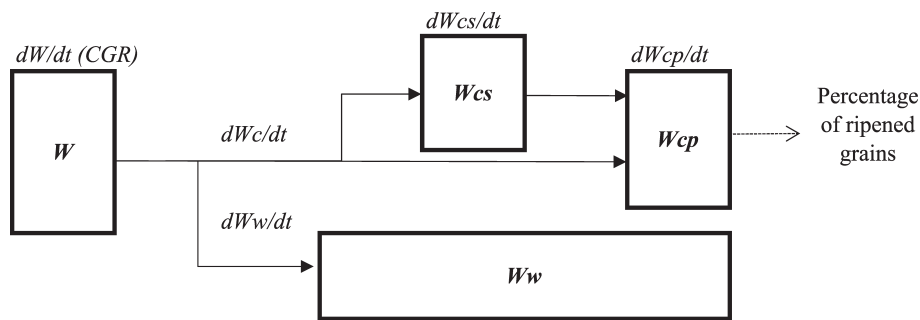 dWcs/dt
dW/dt (CGR)
dWcp/dt
Wcs
Percentage
of ripened
grains
dWc/dt
W
Wcp
dWw/dt
Ww